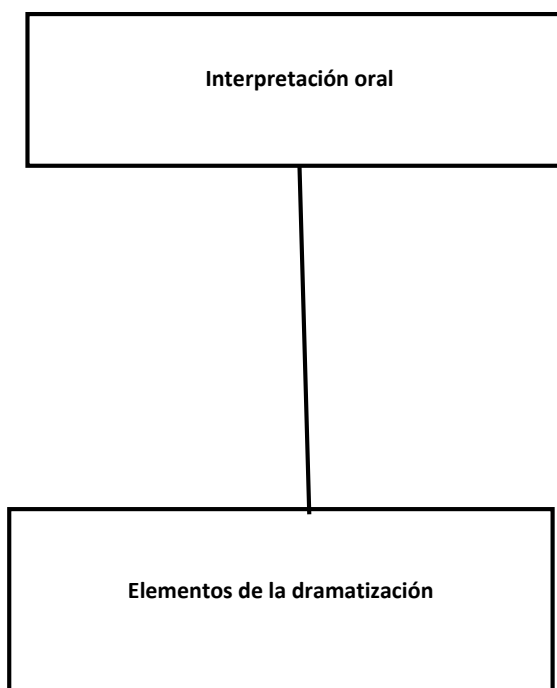 Interpretación oral
Elementos de la dramatización